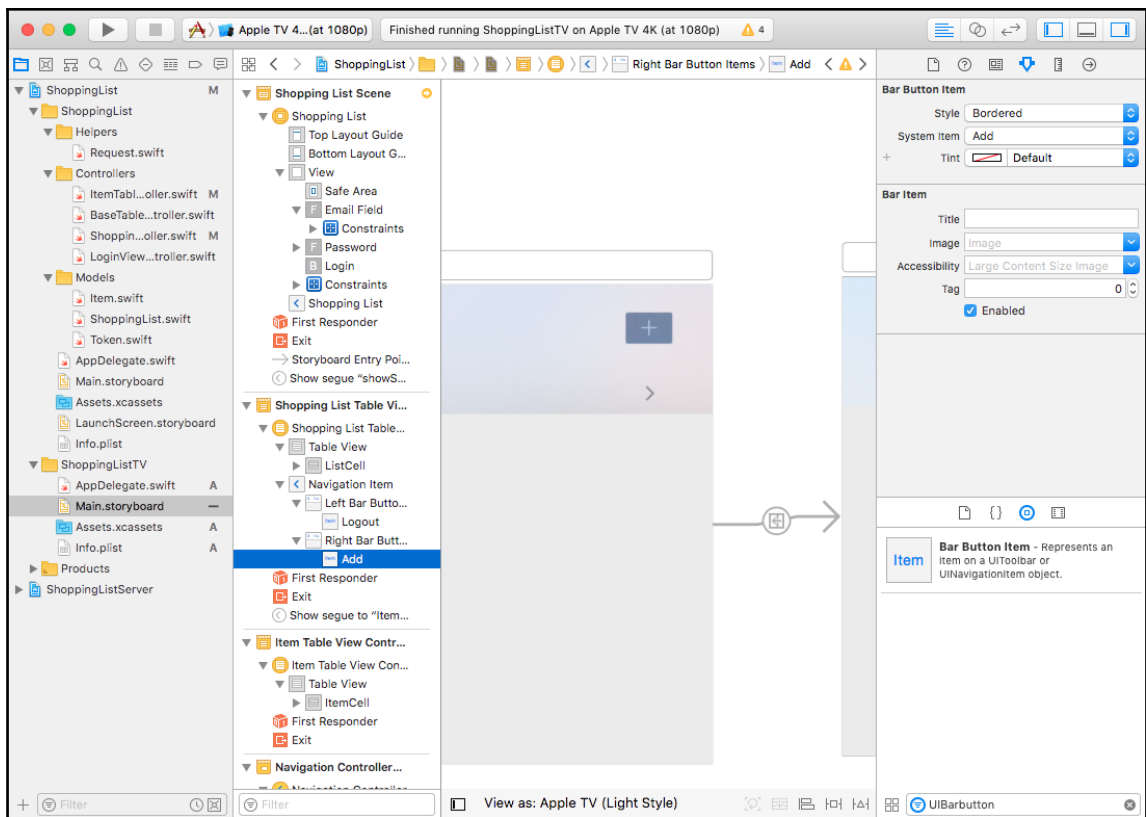 Apple TV 4...(at 1080p)
Finished running ShoppingListTV on Apple TV 4K (at 1080p)
4
ShoppingList
Right Bar Button Items
Item
Add
ShoppingList
M
ShoppingList
Helpers
Request.swift
Controllers
ItemTabl...oller.swift
M
BaseTable...troller.swift
Shoppin...oller.swift
M
LoginView...troller.swift
Models
Item.swift
ShoppingList.swift
Token.swift
AppDelegate.swift
Main.storyboard
Assets.xcassets
LaunchScreen.storyboard
Info.plist
ShoppingListTV
AppDelegate.swift
A
Main.storyboard
Assets.xcassets
A
Info.plist
A
Products
ShoppingListServer
Filter
Shopping List Scene
Shopping List
Top Layout Guide
Bottom Layout G...
View
Safe Area
F
Email Field
Constraints
F
Password
B
Login
Constraints
Shopping List
First Responder
Exit
Storyboard Entry Poi...
Show segue "showS...
Shopping List Table Vi...
Shopping List Table...
Table View
ListCell
Navigation Item
Left Bar Butto...
Item
Logout
Right Bar Butt...
Item
Add
First Responder
Exit
Show segue to "Item...
Item Table View Contr...
Item Table View Con...
Table View
ItemCell
First Responder
Exit
Navigation Controller...
Navigation Controller
Filter
View as: Apple TV (Light Style)
Bar Button Item
Style
Bordered
System Item
Add
Tint
Default
Bar Item
Title
Image
Image
Accessibility
Large Content Size Image
Tag
0
Enabled
Item
Bar Button Item - Represents an
item on a UIToolbar or
UINavigationItem object.
UIBarbutton